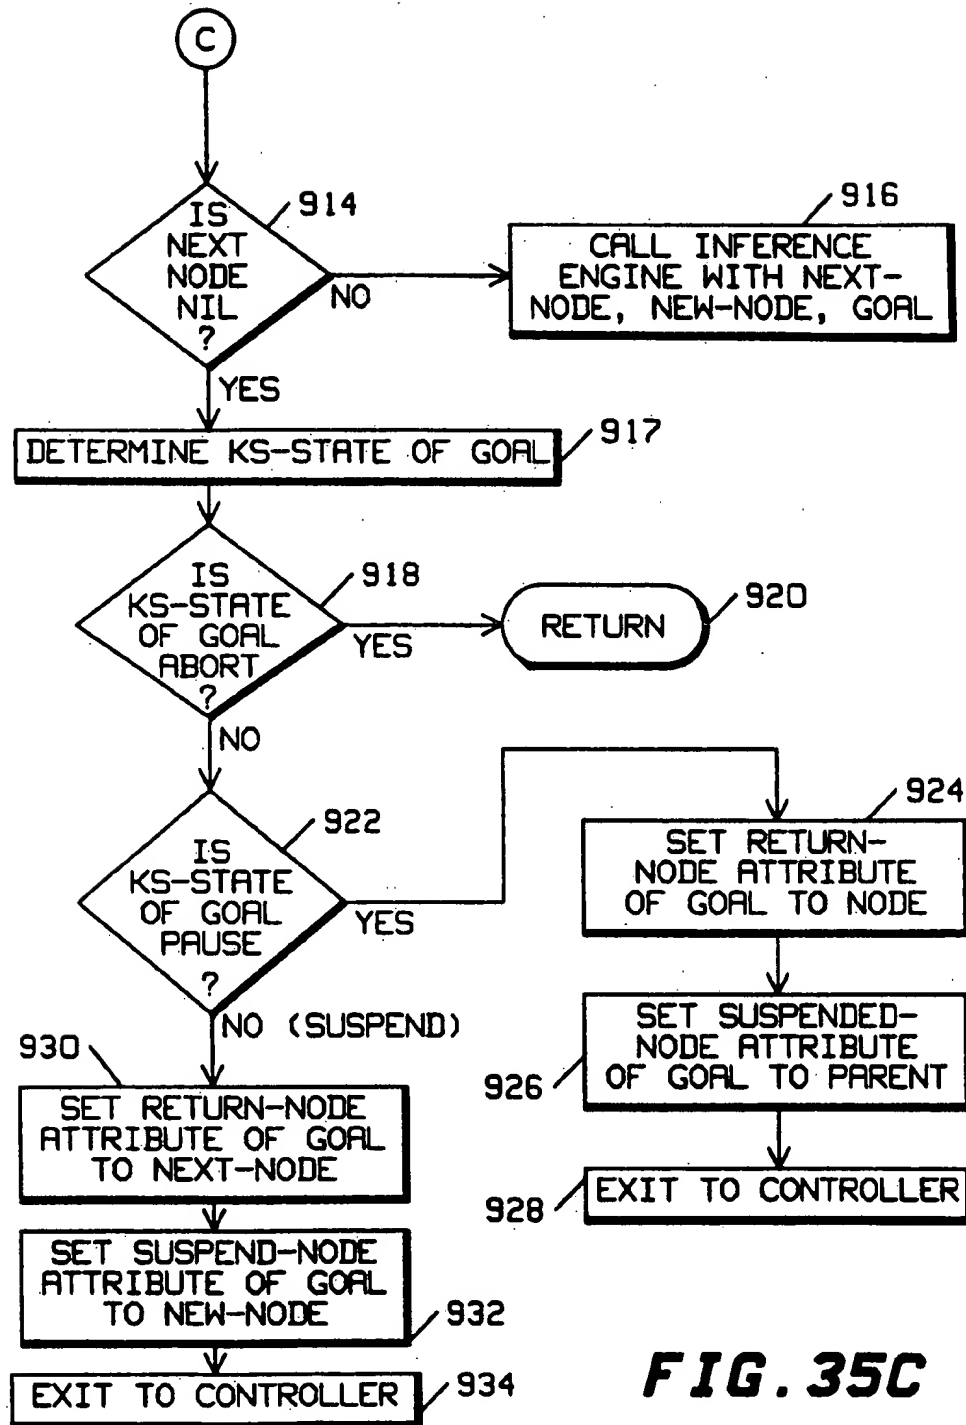 C
IS
NEXT
NODE
NIL
?
914
NO
916
CALL INFERENCE
ENGINE WITH NEXT-
NODE, NEW-NODE, GOAL
YES
DETERMINE KS-STATE OF GOAL
917
IS
KS-STATE
OF GOAL
ABORT
?
918
YES
RETURN
920
NO
IS
KS-STATE
OF GOAL
PAUSE
?
922
YES
924
SET RETURN-
NODE ATTRIBUTE
OF GOAL TO NODE
SET SUSPENDED-
NODE ATTRIBUTE
OF GOAL TO PARENT
926
EXIT TO CONTROLLER
928
NO (SUSPEND)
930
SET RETURN-NODE
ATTRIBUTE OF GOAL
TO NEXT-NODE
SET SUSPEND-NODE
ATTRIBUTE OF GOAL
TO NEW-NODE
932
EXIT TO CONTROLLER
934
FIG. 35C